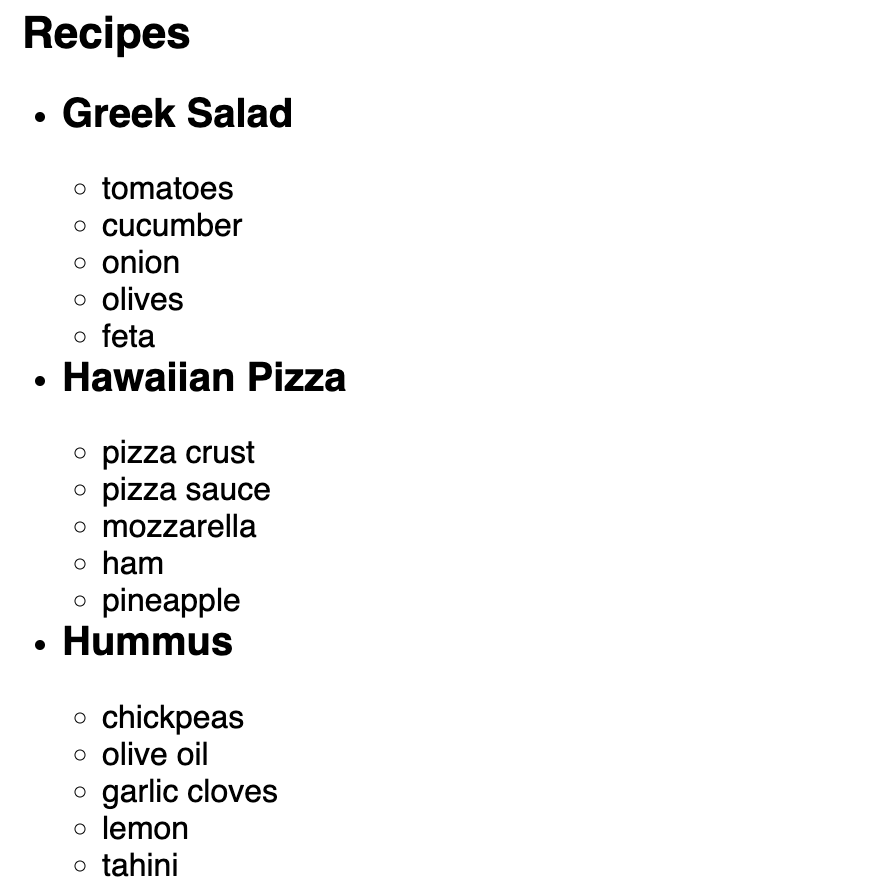 Recipes
Greek Salad
tomatoes
cucumber
onion
olives
feta
Hawaiian Pizza
pizza crust
pizza sauce
mozzarella
ham
pineapple
Hummus
chickpeas
olive oil
garlic cloves
lemon
tahini